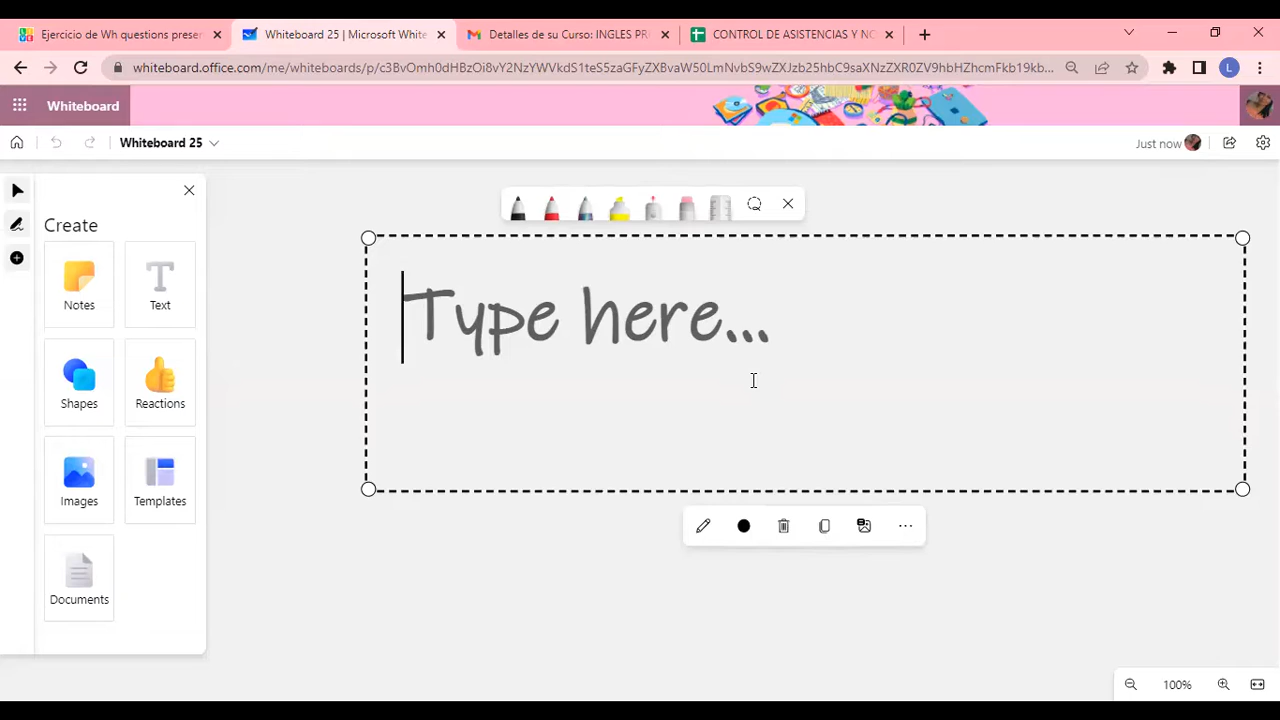 Ejercicio de Wh questions preser
Whiteboard 25 | Microsoft White
Detalles de su Curso: INGLES PR
CONTROL DE ASISTENCIAS Y NO
whiteboard.office.com/me/whiteboards/p/c3BvOmh0dHBzOi8vY2NzYWVkdS1teS5zaGFyZXBvaW50LmNvbS9wZXJzb25hbC9saXNzZXR0ZV9hbHZhcmFkb19kb...
L
Whiteboard
Whiteboard 25
Just now
Create
Notes
Text
Shapes
Reactions
Images
Templates
Documents
Type here...
100%